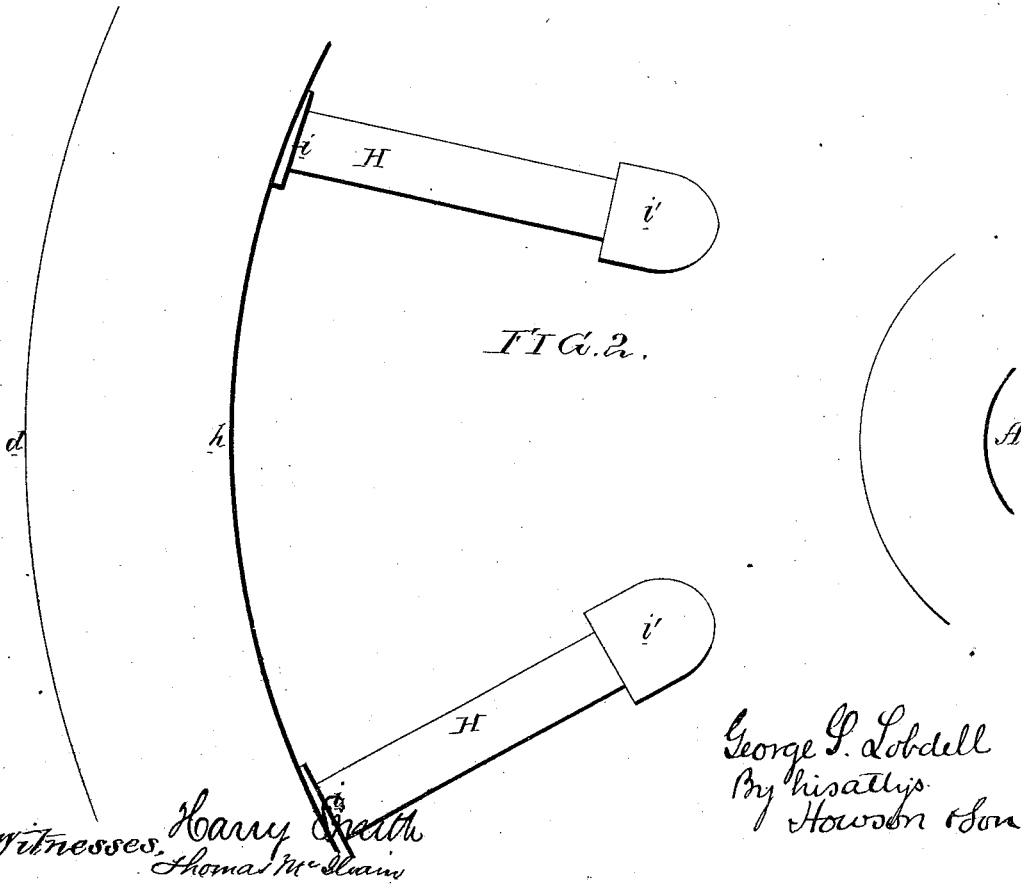 i H i'
FIG. 2.
d h A
i'
H
i
George G. Lobdell
By his attys.
Howson & Son
Witnesses, Harry Smith
Thomas McIlvain